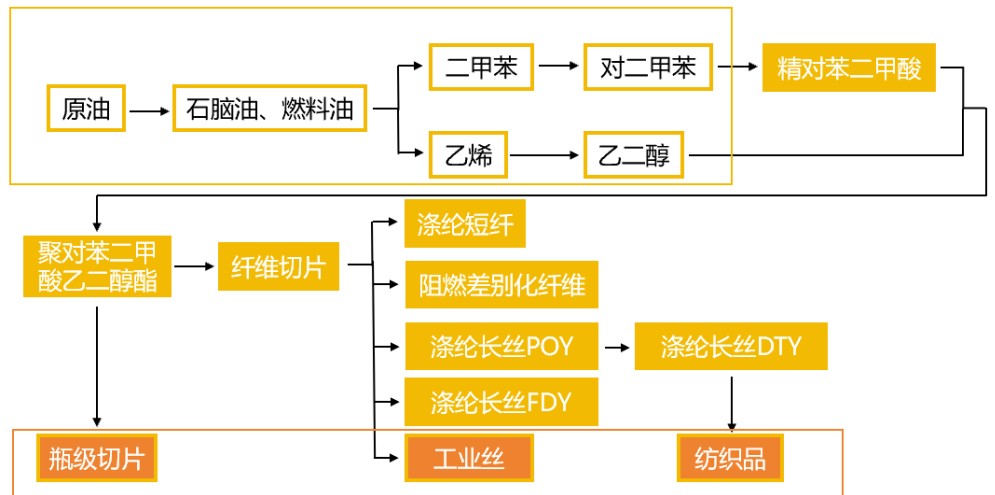 原油
石脑油、燃料油
二甲苯
对二甲苯
精对苯二甲酸
乙烯
乙二醇
聚对苯二甲
酸乙二醇酯
纤维切片
涤纶短纤
阻燃差别化纤维
涤纶长丝POY
涤纶长丝DTY
涤纶长丝FDY
瓶级切片
工业丝
纺织品